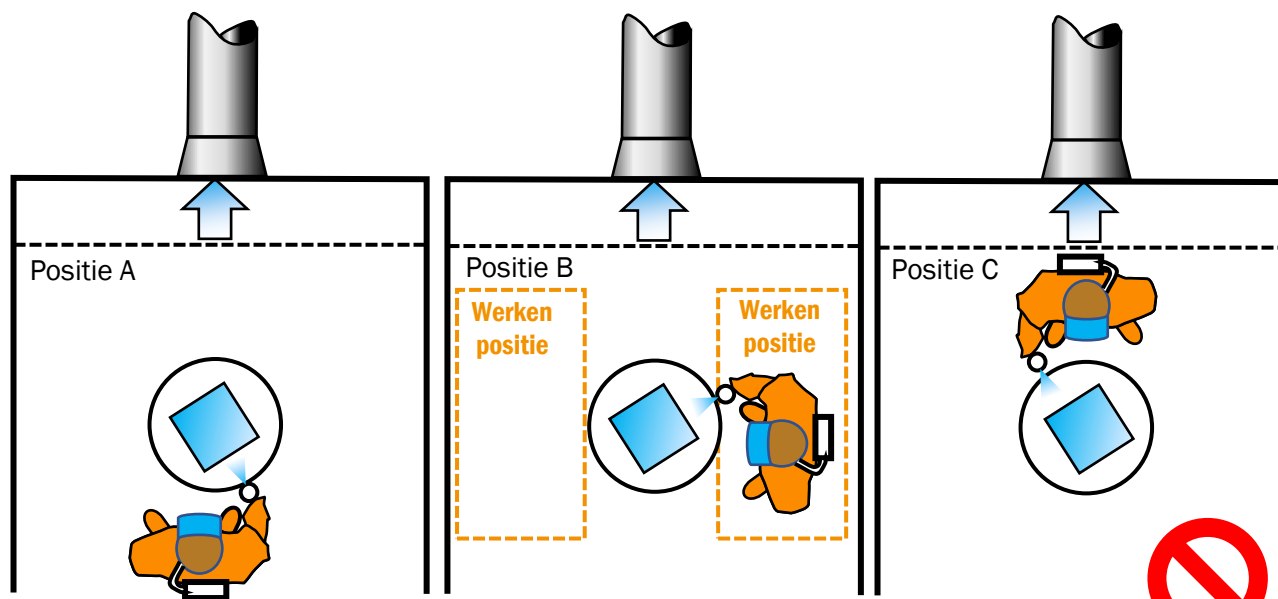 Positie A
Positie B
Werken
positie
Werken
positie
Positie C